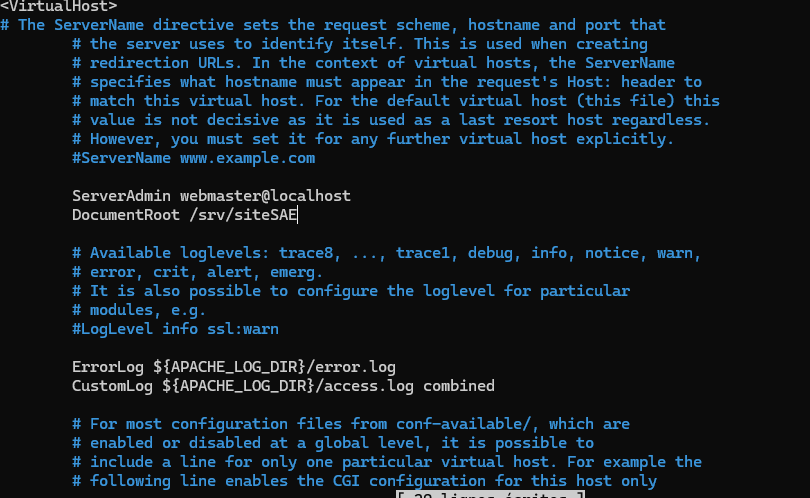 <VirtualHost>
# The ServerName directive sets the request scheme, hostname and port that
# the server uses to identify itself. This is used when creating
# redirection URLs. In the context of virtual hosts, the ServerName
# specifies what hostname must appear in the request's Host: header to
# match this virtual host. For the default virtual host (this file) this
# value is not decisive as it is used as a last resort host regardless.
# However, you must set it for any further virtual host explicitly.
#ServerName www.example.com
ServerAdmin webmaster@localhost
DocumentRoot /srv/siteSAE
# Available loglevels: trace8, ..., trace1, debug, info, notice, warn,
# error, crit, alert, emerg.
# It is also possible to configure the loglevel for particular
# modules, e.g.
#LogLevel info ssl:warn
ErrorLog ${APACHE_LOG_DIR}/error.log
CustomLog ${APACHE_LOG_DIR}/access.log combined
# For most configuration files from conf-available/, which are
# enabled or disabled at a global level, it is possible to
# include a line for only one particular virtual host. For example the
# following line enables the CGI configuration for this host only